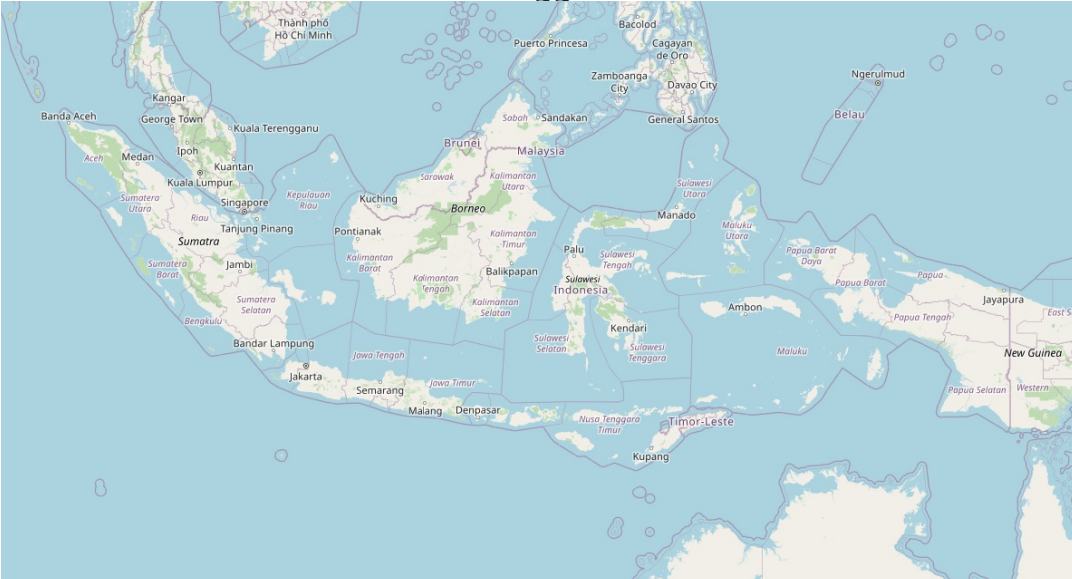 Thành phố
Hồ Chí Minh
Bacolod
Puerto Princesa
Cagayan
de Oro
Zamboanga
City
Davao City
Ngerulmud
Kangar
Banda Aceh
George Town
Kuala Terengganu
Sabah
Sandakan
General Santos
Belau
Brunei
Malaysia
Ipoh
Aceh
Medan
Kuantan
Kuala Lumpur
Sarawak
Kalimantan
Utara
Sulawesi
Utara
Sumatera
Utara
Kepulauan
Riau
Kuching
Singapore
Borneo
Riau
Manado
Tanjung Pinang
Pontianak
Maluku
Utara
Sumatra
Kalimantan
Timur
Palu
Papua Barat
Daya
Sulawesi
Tengah
Sumatera
Barat
Jambi
Kalimantan
Barat
Balikpapan
Papua
Kalimantan
Tengah
Sulawesi
Indonesia
Papua Barat
Sumatera
Selatan
Kalimantan
Selatan
Jayapura
Ambon
East S
Bengkulu
Papua Tengah
Kendari
Bandar Lampung
Sulawesi
Selatan
Sulawesi
Tenggara
Jawa Tengah
Maluku
New Guinea
Jakarta
Semarang
Jawa Timur
Papua Selatan
Western
Malang
Denpasar
Nusa Tenggara
Timur
Timor-Leste
Kupang